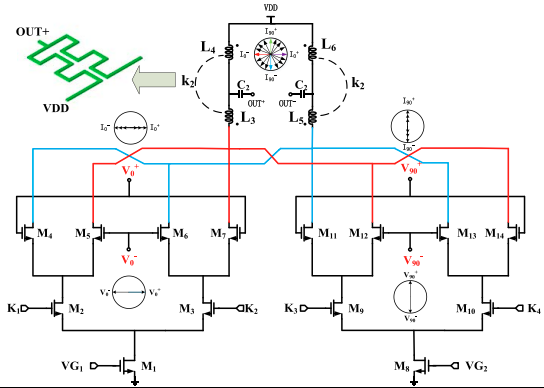 VDD
OUT+
VDD
L4
L6
I90+
I0-
I0+
I90-
k2
k2
C2
C2
OUT+
OUT-
L3
L5
I0-
I0+
I90+
I90-
V0+
V90+
M4
M5
M6
M7
M11
M12
M13
M14
V0-
V90-
V0-
V0+
V90+
V90-
K1
M2
M3
K2
K3
M9
M10
K4
VG1
M1
M8
VG2